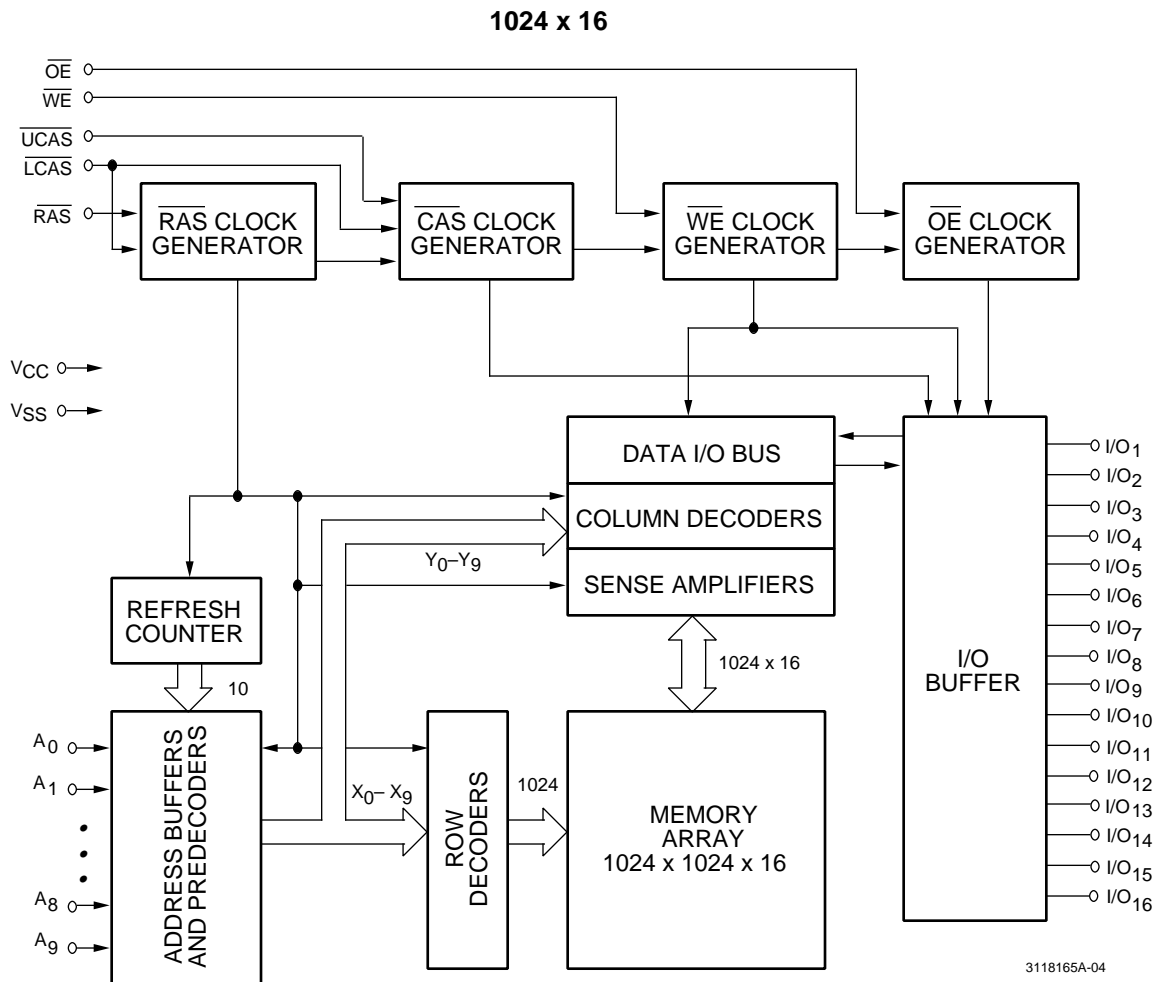 1024 x 16
OE
WE
UCAS
LCAS
RAS
RAS CLOCK
GENERATOR
CAS CLOCK
GENERATOR
WE CLOCK
GENERATOR
OE CLOCK
GENERATOR
VCC
VSS
DATA I/O BUS
COLUMN DECODERS
SENSE AMPLIFIERS
Y0–Y9
REFRESH
COUNTER
10
1024 x 16
I/O
BUFFER
I/O1
I/O2
I/O3
I/O4
I/O5
I/O6
I/O7
I/O8
I/O9
I/O10
I/O11
I/O12
I/O13
I/O14
I/O15
I/O16
A0
A1
A8
A9
ADDRESS BUFFERS
AND PREDECODERS
X0– X9
ROW
DECODERS
1024
MEMORY
ARRAY
1024 x 1024 x 16
3118165A-04